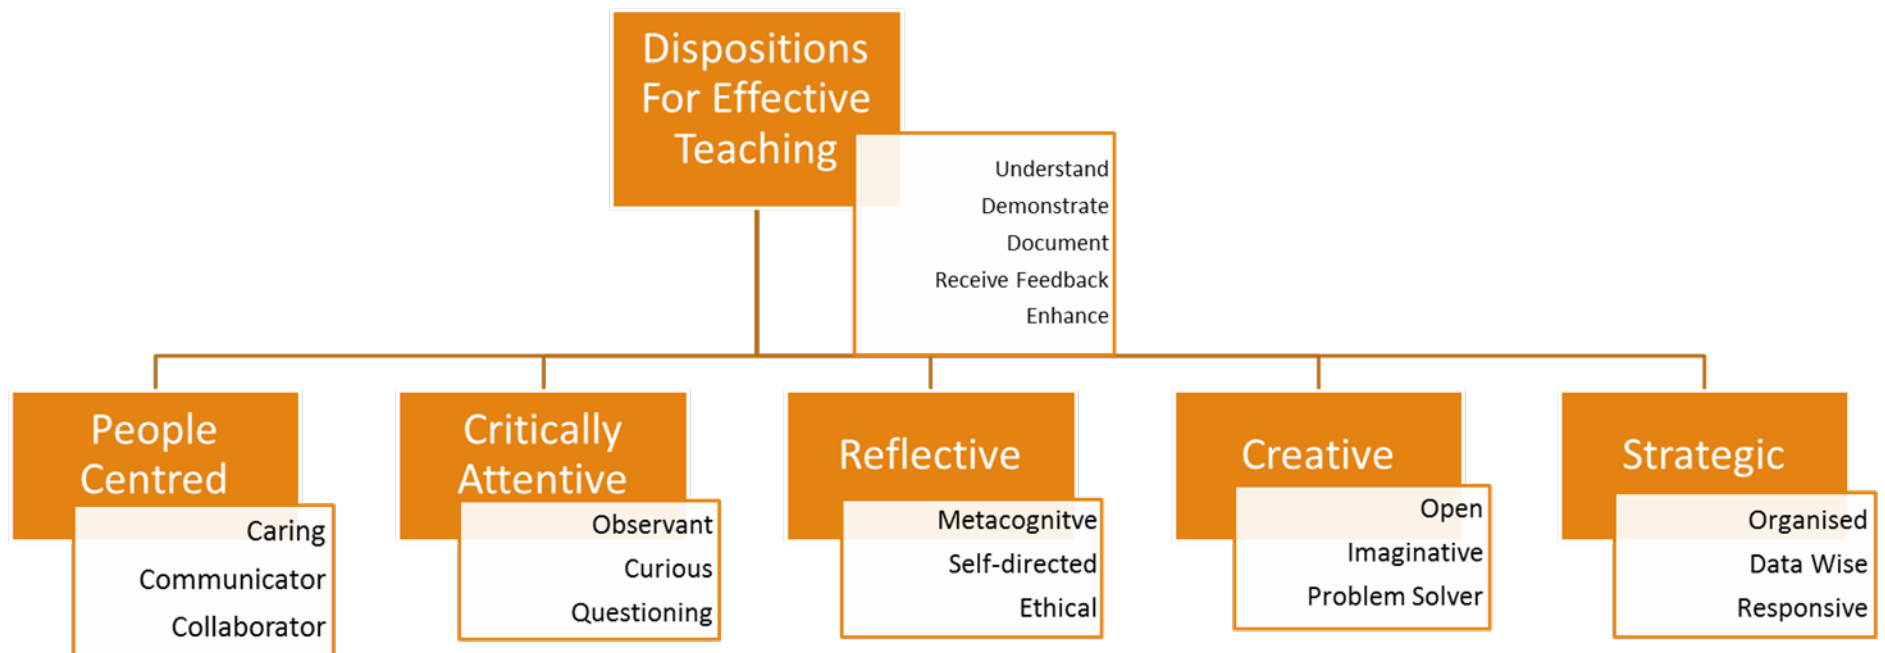 Dispositions
For Effective
Teaching
Understand
Demonstrate
Document
Receive Feedback
Enhance
People
Centred
Caring
Communicator
Collaborator
Critically
Attentive
Observant
Curious
Questioning
Reflective
Metacognitve
Self-directed
Ethical
Creative
Open
Imaginative
Problem Solver
Strategic
Organised
Data Wise
Responsive